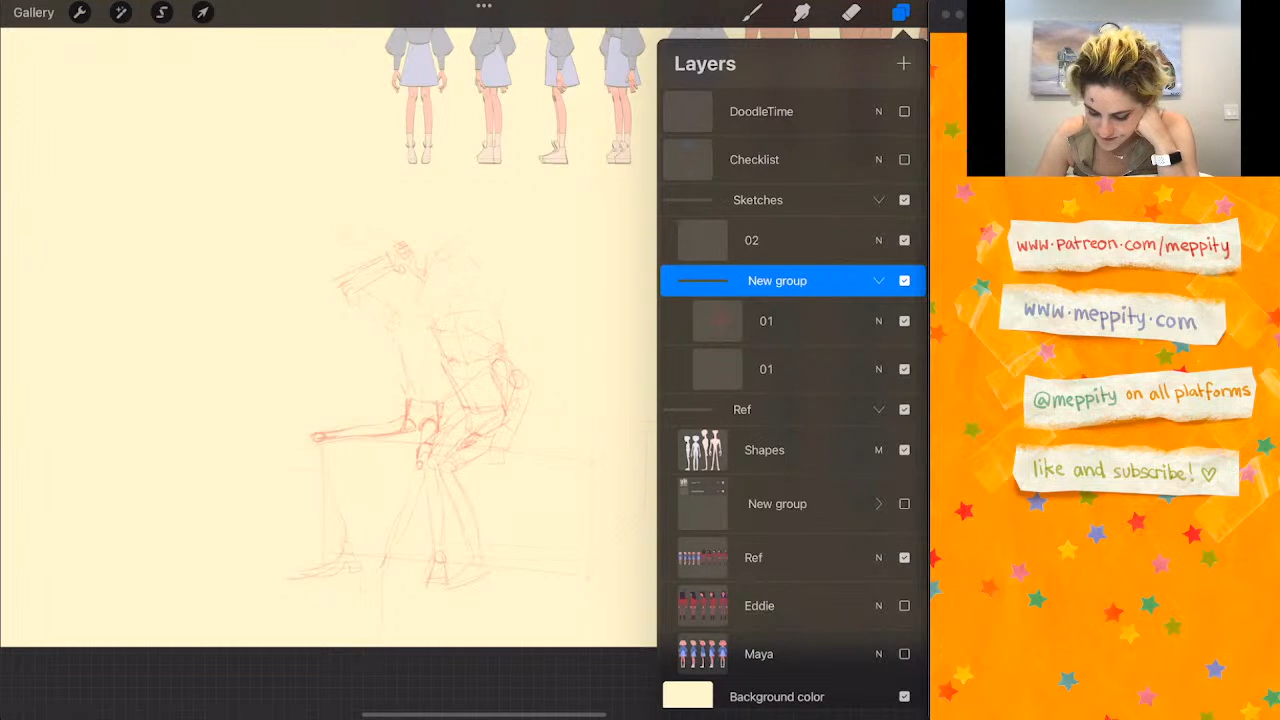 Gallery
Layers
DoodleTime N
Checklist N
Sketches
02 N
New group
01 N
01 N
Ref
Shapes M
New group
Ref N
Eddie N
Maya N
Background color
www.patreon.com/meppity
www.meppity.com
@meppity on all platforms
like and subscribe!